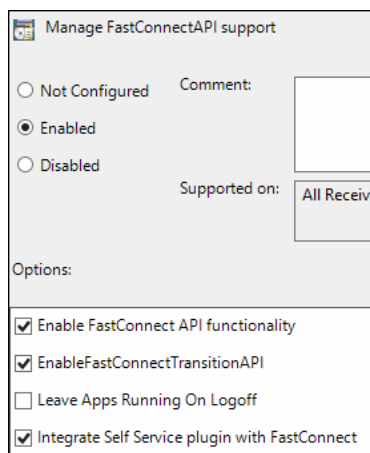 Manage FastConnectAPI support
Not Configured
Comment:
Enabled
Disabled
Supported on:
All Receiv
Options:
Enable FastConnect API functionality
EnableFastConnectTransitionAPI
Leave Apps Running On Logoff
Integrate Self Service plugin with FastConnect